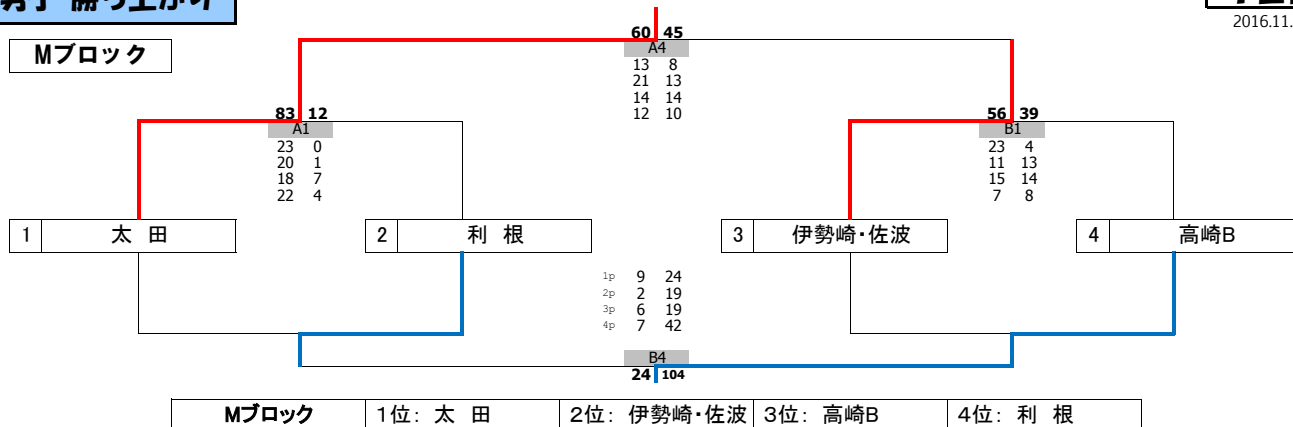 男子 勝ち上がり
2016.11.
Mブロック
60 45
A4
13 8
21 13
14 14
12 10
83 12
A1
23 0
20 1
18 7
22 4
56 39
B1
23 4
11 13
15 14
7 8
1 太 田 2 利 根 3 伊勢崎・佐波 4 高崎B
1p 9 24
2p 2 19
3p 6 19
4p 7 42
B4
24 104
Mブロック 1位: 太 田 2位: 伊勢崎・佐波 3位: 高崎B 4位: 利 根